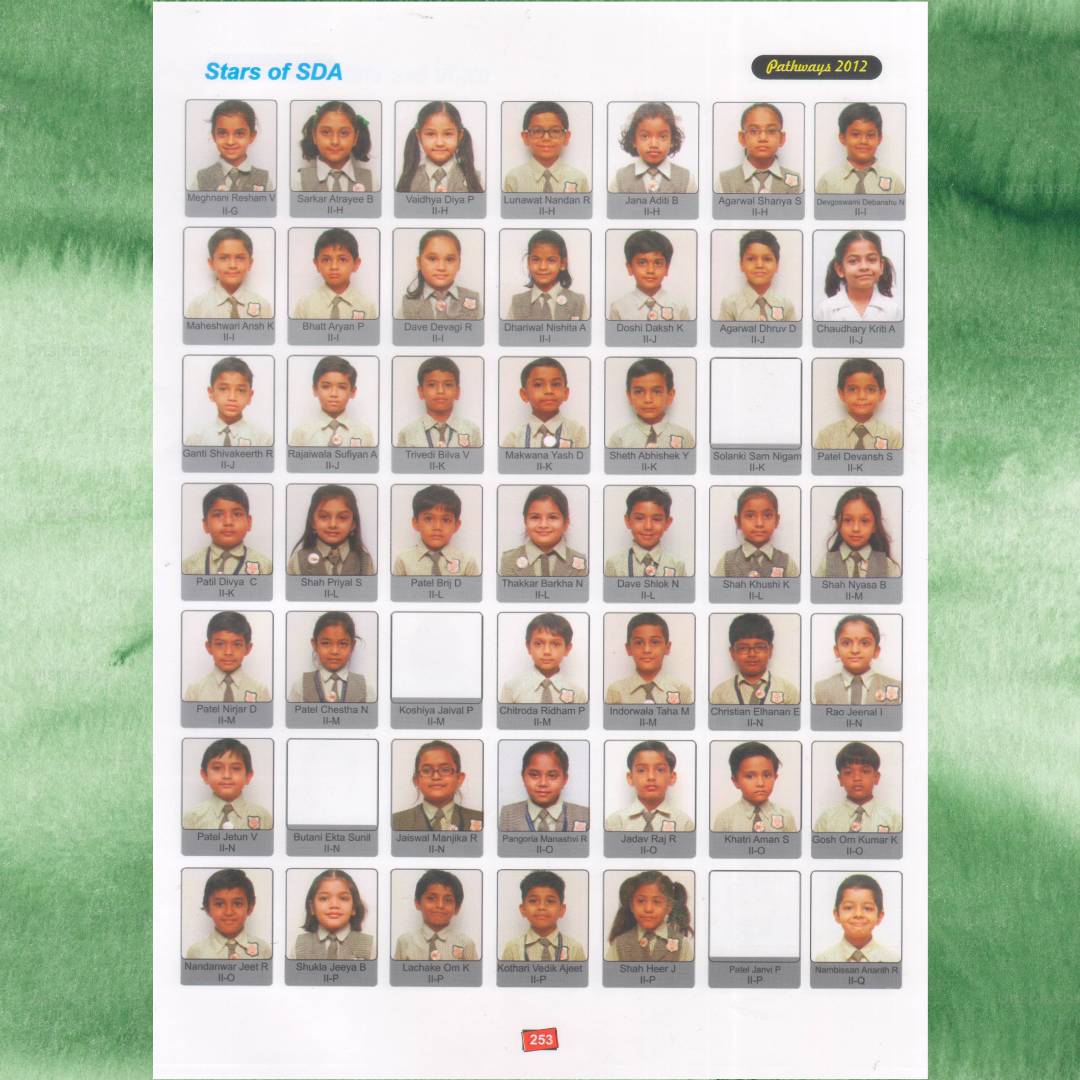 Stars of SDA
Pathways 2012
Meghnani Resham V
II-G
Sarkar Atrayee B
II-H
Vaidhya Diya P
II-H
Lunawat Nandan R
II-H
Jana Aditi B
II-H
Agarwal Shanya S
II-H
Devgoswami Debanshu N
II-I
Maheshwari Ansh K
II-I
Bhatt Aryan P
II-I
Dave Devagi R
II-I
Dhariwal Nishita A
II-I
Doshi Daksh K
II-J
Agarwal Dhruv D
II-J
Chaudhary Kriti A
II-J
Ganti Shivakeerth R
II-J
Rajaiwala Sufiyan A
II-J
Trivedi Bilva V
II-K
Makwana Yash D
II-K
Sheth Abhishek Y
II-K
Solanki Sam Nigam
II-K
Patel Devansh S
II-K
Patil Divya C
II-K
Shah Priyal S
II-L
Patel Brij D
II-L
Thakkar Barkha N
II-L
Dave Shlok N
II-L
Shah Khushi K
II-L
Shah Nyasa B
II-M
Patel Nirjar D
II-M
Patel Chestha N
II-M
Koshiya Jaival P
II-M
Chitroda Ridham P
II-M
Indorwala Taha M
II-M
Christian Elhanan E
II-N
Rao Jeenal I
II-N
Patel Jetun V
II-N
Butani Ekta Sunil
II-N
Jaiswal Manjika R
II-N
Pangoria Manashvi R
II-O
Jadav Raj R
II-O
Khatri Aman S
II-O
Gosh Om Kumar K
II-O
Nandanwar Jeet R
II-O
Shukla Jeeya B
II-P
Lachake Om K
II-P
Kothari Vedik Ajeet
II-P
Shah Heer J
II-P
Patel Janvi P
II-P
Nambissan Ananth R
II-Q
253